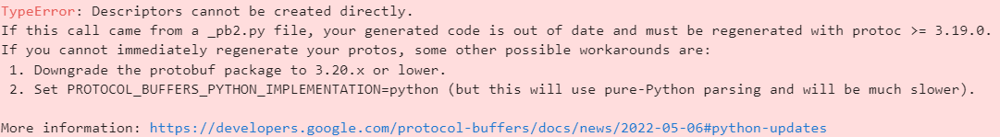 TypeError: Descriptors cannot be created directly.
If this call came from a _pb2.py file, your generated code is out of date and must be regenerated with protoc >= 3.19.0.
If you cannot immediately regenerate your protos, some other possible workarounds are:
1. Downgrade the protobuf package to 3.20.x or lower.
2. Set PROTOCOL_BUFFERS_PYTHON_IMPLEMENTATION=python (but this will use pure-Python parsing and will be much slower).
More information: https://developers.google.com/protocol-buffers/docs/news/2022-05-06#python-updates